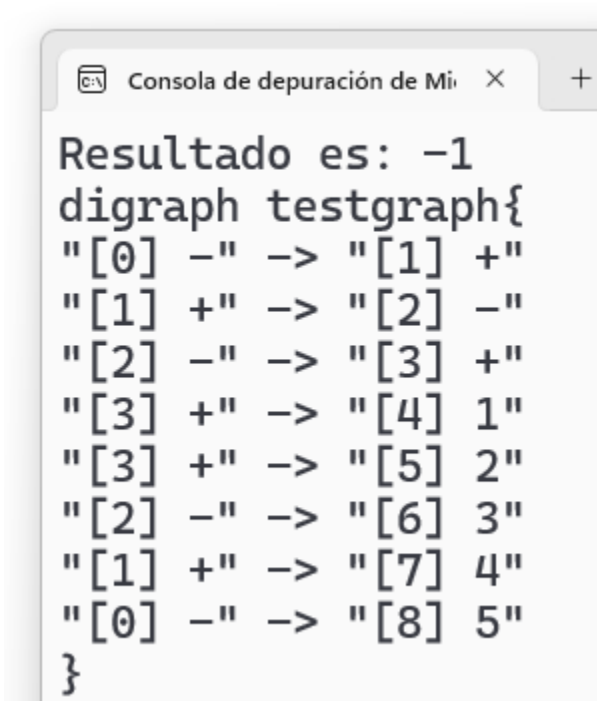 Consola de depuración de Mi
Resultado es: -1
digraph testgraph{
"[0] -" -> "[1] +"
"[1] +" -> "[2] -"
"[2] -" -> "[3] +"
"[3] +" -> "[4] 1"
"[3] +" -> "[5] 2"
"[2] -" -> "[6] 3"
"[1] +" -> "[7] 4"
"[0] -" -> "[8] 5"
}